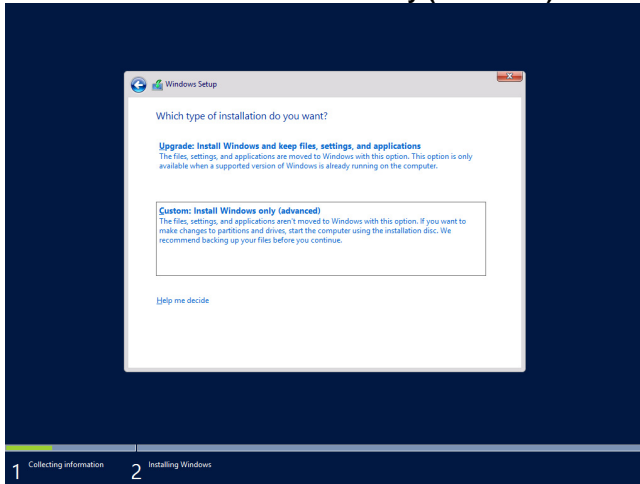 Windows Setup
Which type of installation do you want?
Upgrade: Install Windows and keep files, settings, and applications
The files, settings, and applications are moved to Windows with this option. This option is only
available when a supported version of Windows is already running on the computer.
Custom: Install Windows only (advanced)
The files, settings, and applications aren't moved to Windows with this option. If you want to
make changes to partitions and drives, start the computer using the installation disc. We
recommend backing up your files before you continue.
Help me decide
1 Collecting information 2 Installing Windows